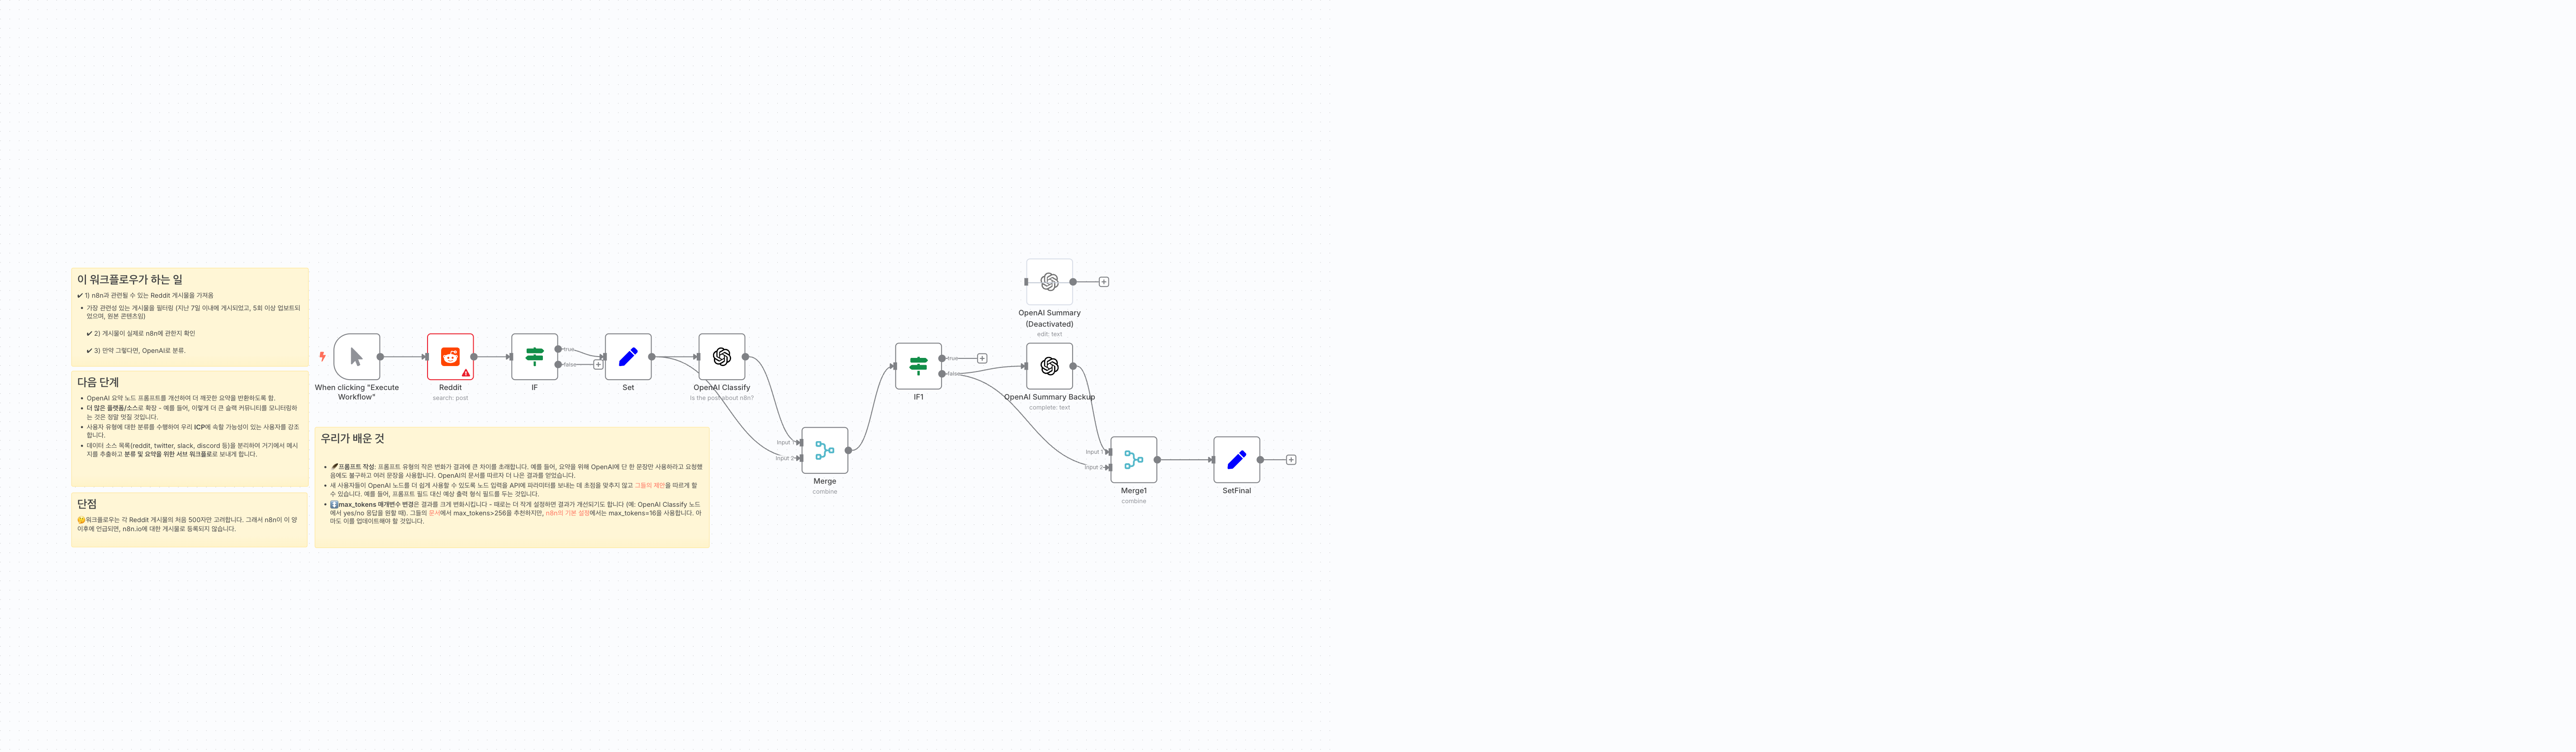 이 워크플로우가 하는 일
✔️ 1) n8n과 관련될 수 있는 Reddit 게시물을 가져옴
• 가장 관련성 있는 게시물을 필터링 (지난 7일 이내에 게시되었고, 5회 이상 업보트되
었으며, 원본 콘텐츠임)
✔️ 2) 게시물이 실제로 n8n에 관한지 확인
✔️ 3) 만약 그렇다면, OpenAI로 분류.
다음 단계
• OpenAI 요약 노드 프롬프트를 개선하여 더 깨끗한 요약을 반환하도록 함.
• 더 많은 플랫폼/소스로 확장 - 예를 들어, 이렇게 더 큰 슬랙 커뮤니티를 모니터링하
는 것은 정말 멋질 것입니다.
• 사용자 유형에 대한 분류를 수행하여 우리 ICP에 속할 가능성이 있는 사용자를 강조
합니다.
• 데이터 소스 목록(reddit, twitter, slack, discord 등)을 분리하여 거기에서 메시
지를 추출하고 분류 및 요약을 위한 서브 워크플로로 보내게 합니다.
단점
워크플로우는 각 Reddit 게시물의 처음 500자만 고려합니다. 그래서 n8n이 이 양
이후에 언급되면, n8n.io에 대한 게시물로 등록되지 않습니다.
When clicking "Execute
Workflow"
Reddit
search: post
IF
true
false
Set
OpenAI Classify
Is the post about n8n?
우리가 배운 것
• 프롬프트 작성: 프롬프트 유형의 작은 변화가 결과에 큰 차이를 초래합니다. 예를 들어, 요약을 위해 OpenAI에 단 한 문장만 사용하라고 요청했
음에도 불구하고 여러 문장을 사용합니다. OpenAI의 문서를 따르자 더 나은 결과를 얻었습니다.
• 새 사용자들이 OpenAI 노드를 더 쉽게 사용할 수 있도록 노드 입력을 API에 파라미터를 보내는 데 초점을 맞추지 않고 그들의 제안을 따르게 할
수 있습니다. 예를 들어, 프롬프트 필드 대신 예상 출력 형식 필드를 두는 것입니다.
• max_tokens 매개변수 변경은 결과를 크게 변화시킵니다 - 때로는 더 작게 설정하면 결과가 개선되기도 합니다 (예: OpenAI Classify 노드
에서 yes/no 응답을 원할 때). 그들의 문서에서 max_tokens>256을 추천하지만, n8n의 기본 설정에서는 max_tokens=16을 사용합니다. 아
마도 이를 업데이트해야 할 것입니다.
Input 1
Input 2
Merge
combine
IF1
true
false
OpenAI Summary
(Deactivated)
edit: text
OpenAI Summary Backup
complete: text
Input 1
Input 2
Merge1
combine
SetFinal